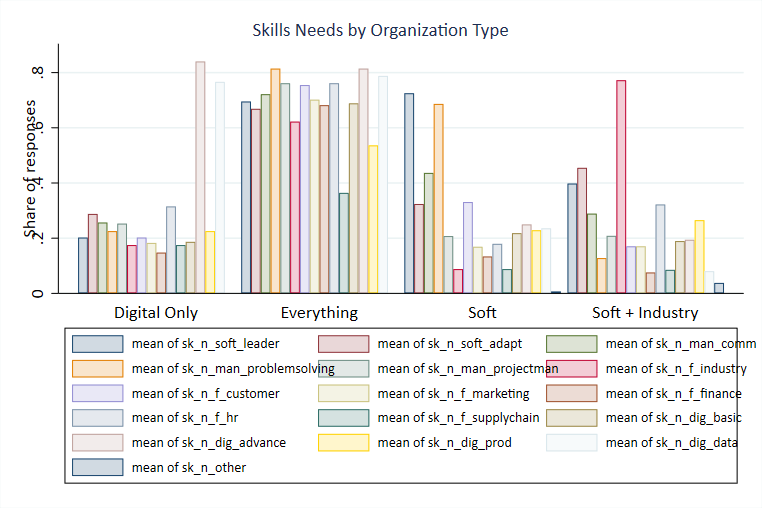 Skills Needs by Organization Type
Share of responses
.8
.6
.4
.2
0
Digital Only Everything Soft Soft + Industry
mean of sk_n_soft_leader mean of sk_n_soft_adapt mean of sk_n_man_comm
mean of sk_n_man_problemsolving mean of sk_n_man_projectman mean of sk_n_f_industry
mean of sk_n_f_customer mean of sk_n_f_marketing mean of sk_n_f_finance
mean of sk_n_f_hr mean of sk_n_f_supplychain mean of sk_n_dig_basic
mean of sk_n_dig_advance mean of sk_n_dig_prod mean of sk_n_dig_data
mean of sk_n_other